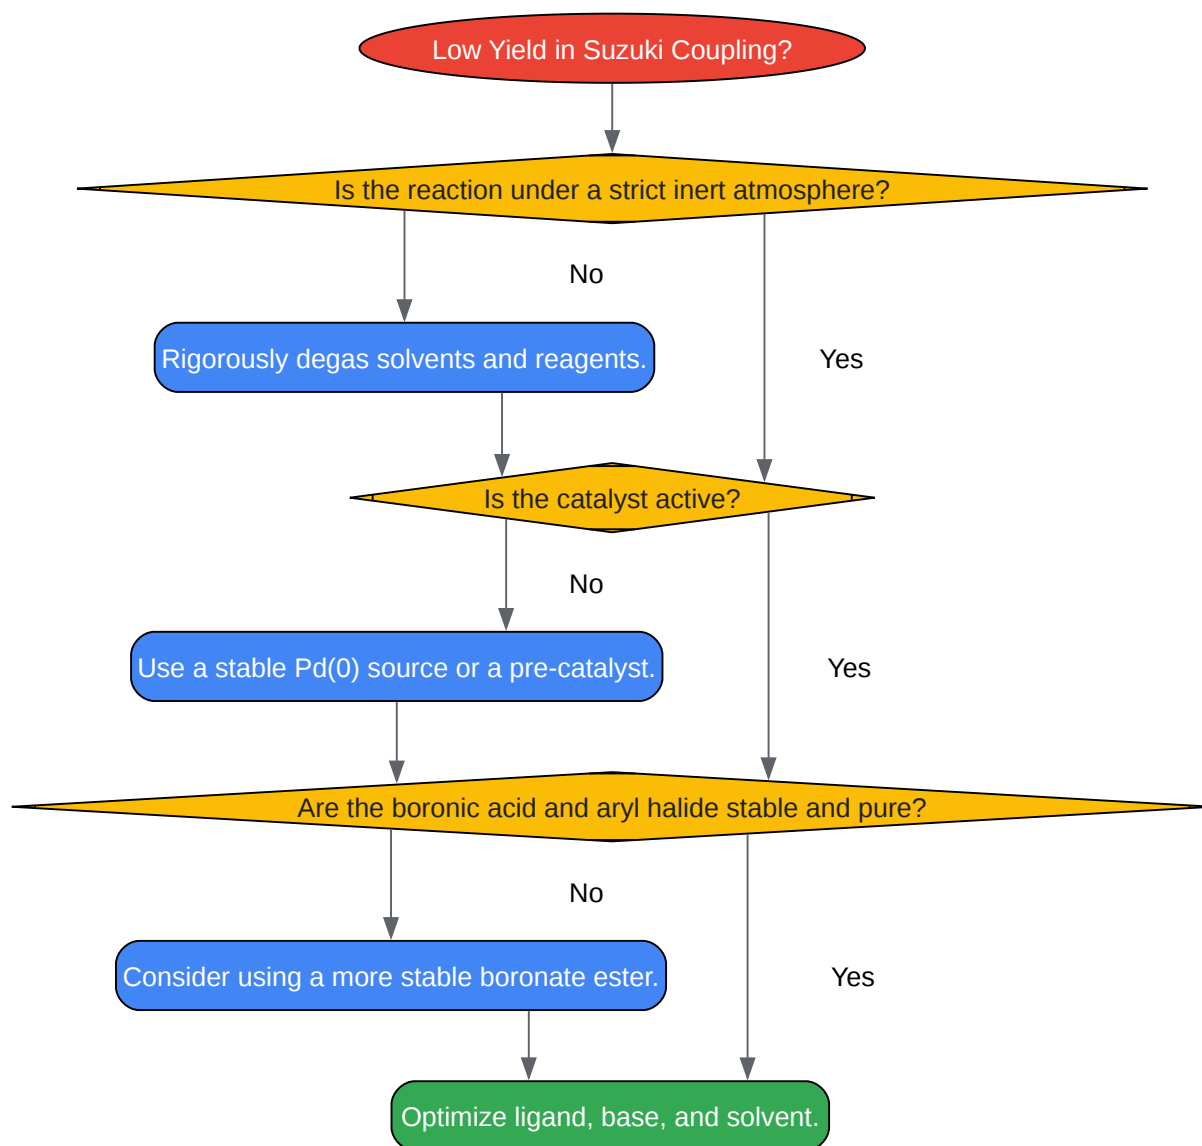 Low Yield in Suzuki Coupling?
Is the reaction under a strict inert atmosphere?
No
Rigorously degas solvents and reagents.
Yes
Is the catalyst active?
No
Use a stable Pd(0) source or a pre-catalyst.
Yes
Are the boronic acid and aryl halide stable and pure?
No
Consider using a more stable boronate ester.
Yes
Optimize ligand, base, and solvent.